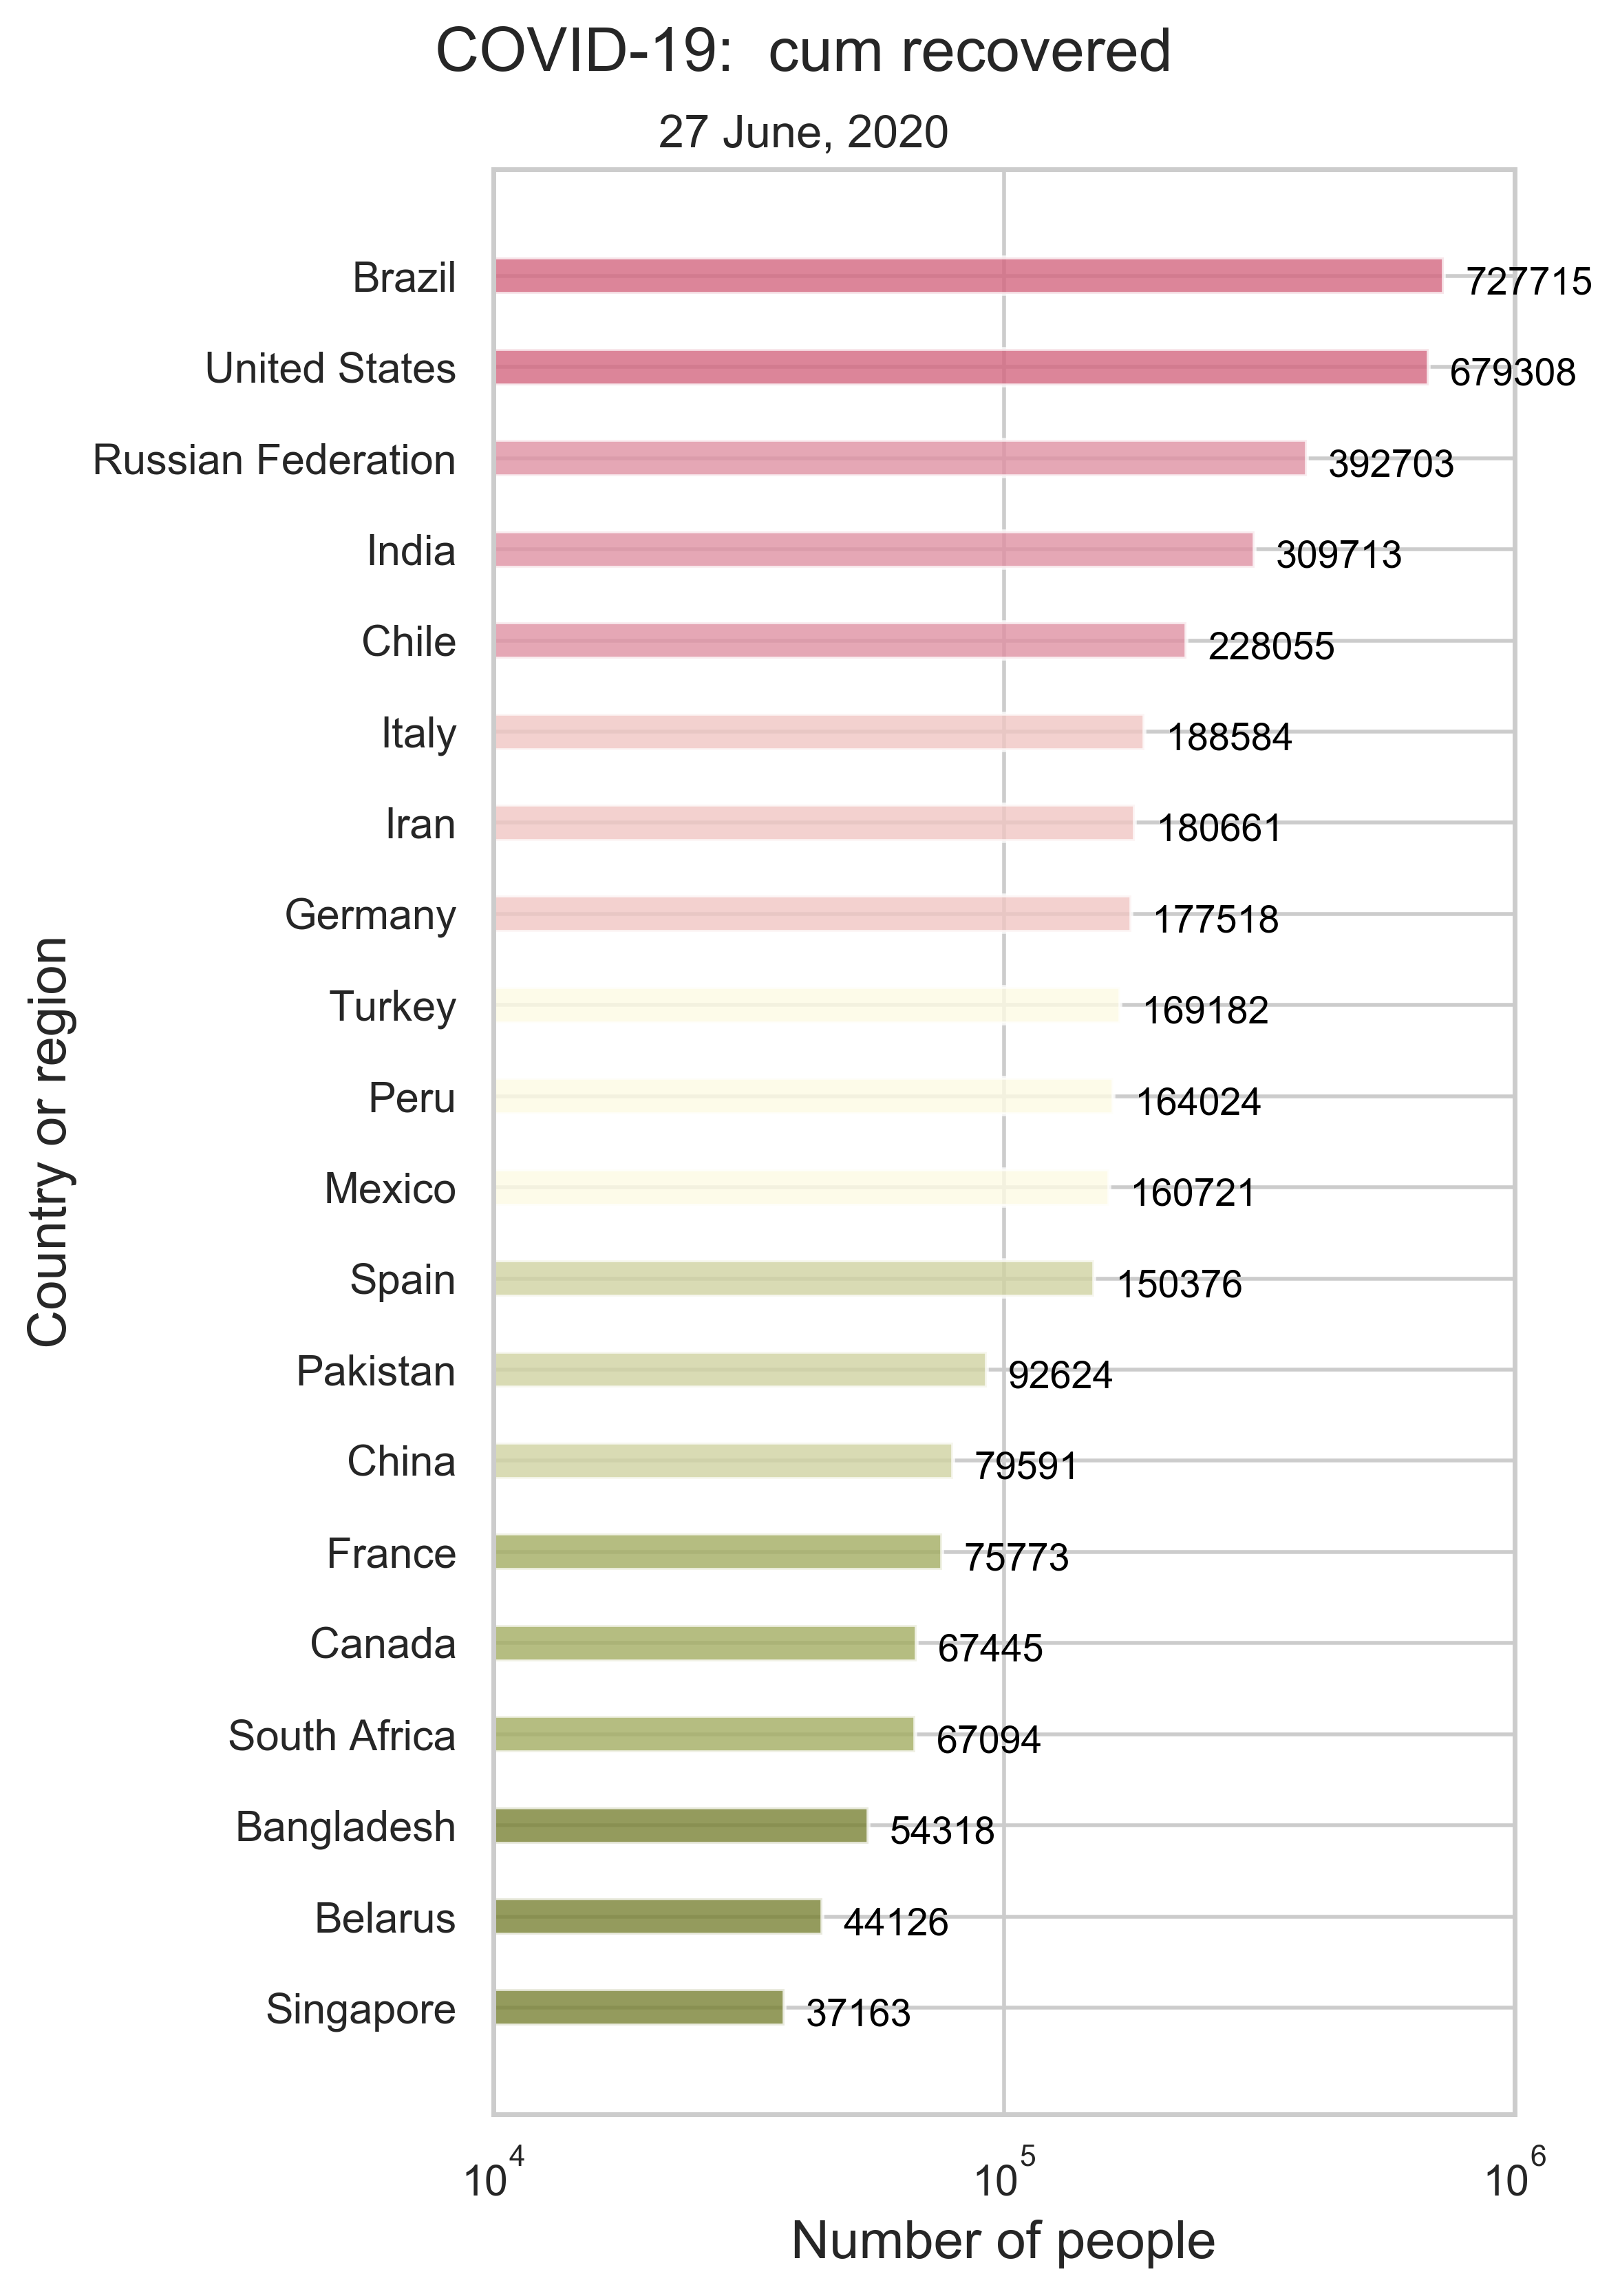 COVID-19:  cum recovered
27 June, 2020
Brazil 727715
United States 679308
Russian Federation 392703
India 309713
Chile 228055
Italy 188584
Iran 180661
Germany 177518
Turkey 169182
Peru 164024
Mexico 160721
Spain 150376
Pakistan 92624
China 79591
France 75773
Canada 67445
South Africa 67094
Bangladesh 54318
Belarus 44126
Singapore 37163
Country or region
10^4 10^5 10^6
Number of people